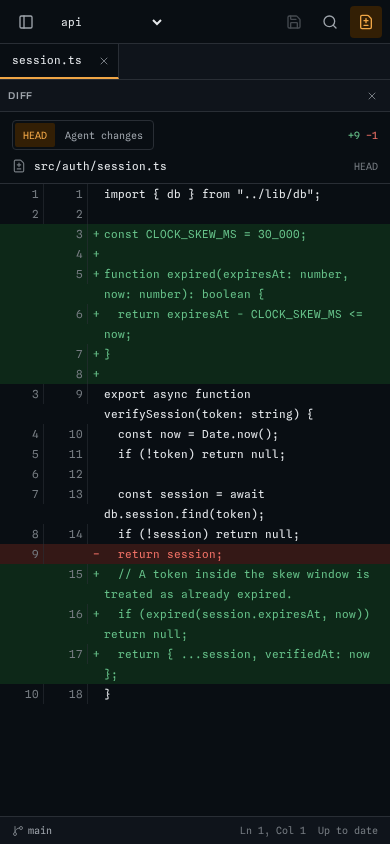 api
session.ts
DIFF
HEAD Agent changes +9 −1
src/auth/session.ts HEAD
1 1 import { db } from "../lib/db";
2 2
3 + const CLOCK_SKEW_MS = 30_000;
4 +
5 + function expired(expiresAt: number,
now: number): boolean {
6 + return expiresAt - CLOCK_SKEW_MS <=
now;
7 + }
8 +
3 9 export async function
verifySession(token: string) {
4 10 const now = Date.now();
5 11 if (!token) return null;
6 12
7 13 const session = await
db.session.find(token);
8 14 if (!session) return null;
9 − return session;
15 + // A token inside the skew window is
treated as already expired.
16 + if (expired(session.expiresAt, now))
return null;
17 + return { ...session, verifiedAt: now
};
10 18 }
main Ln 1, Col 1 Up to date